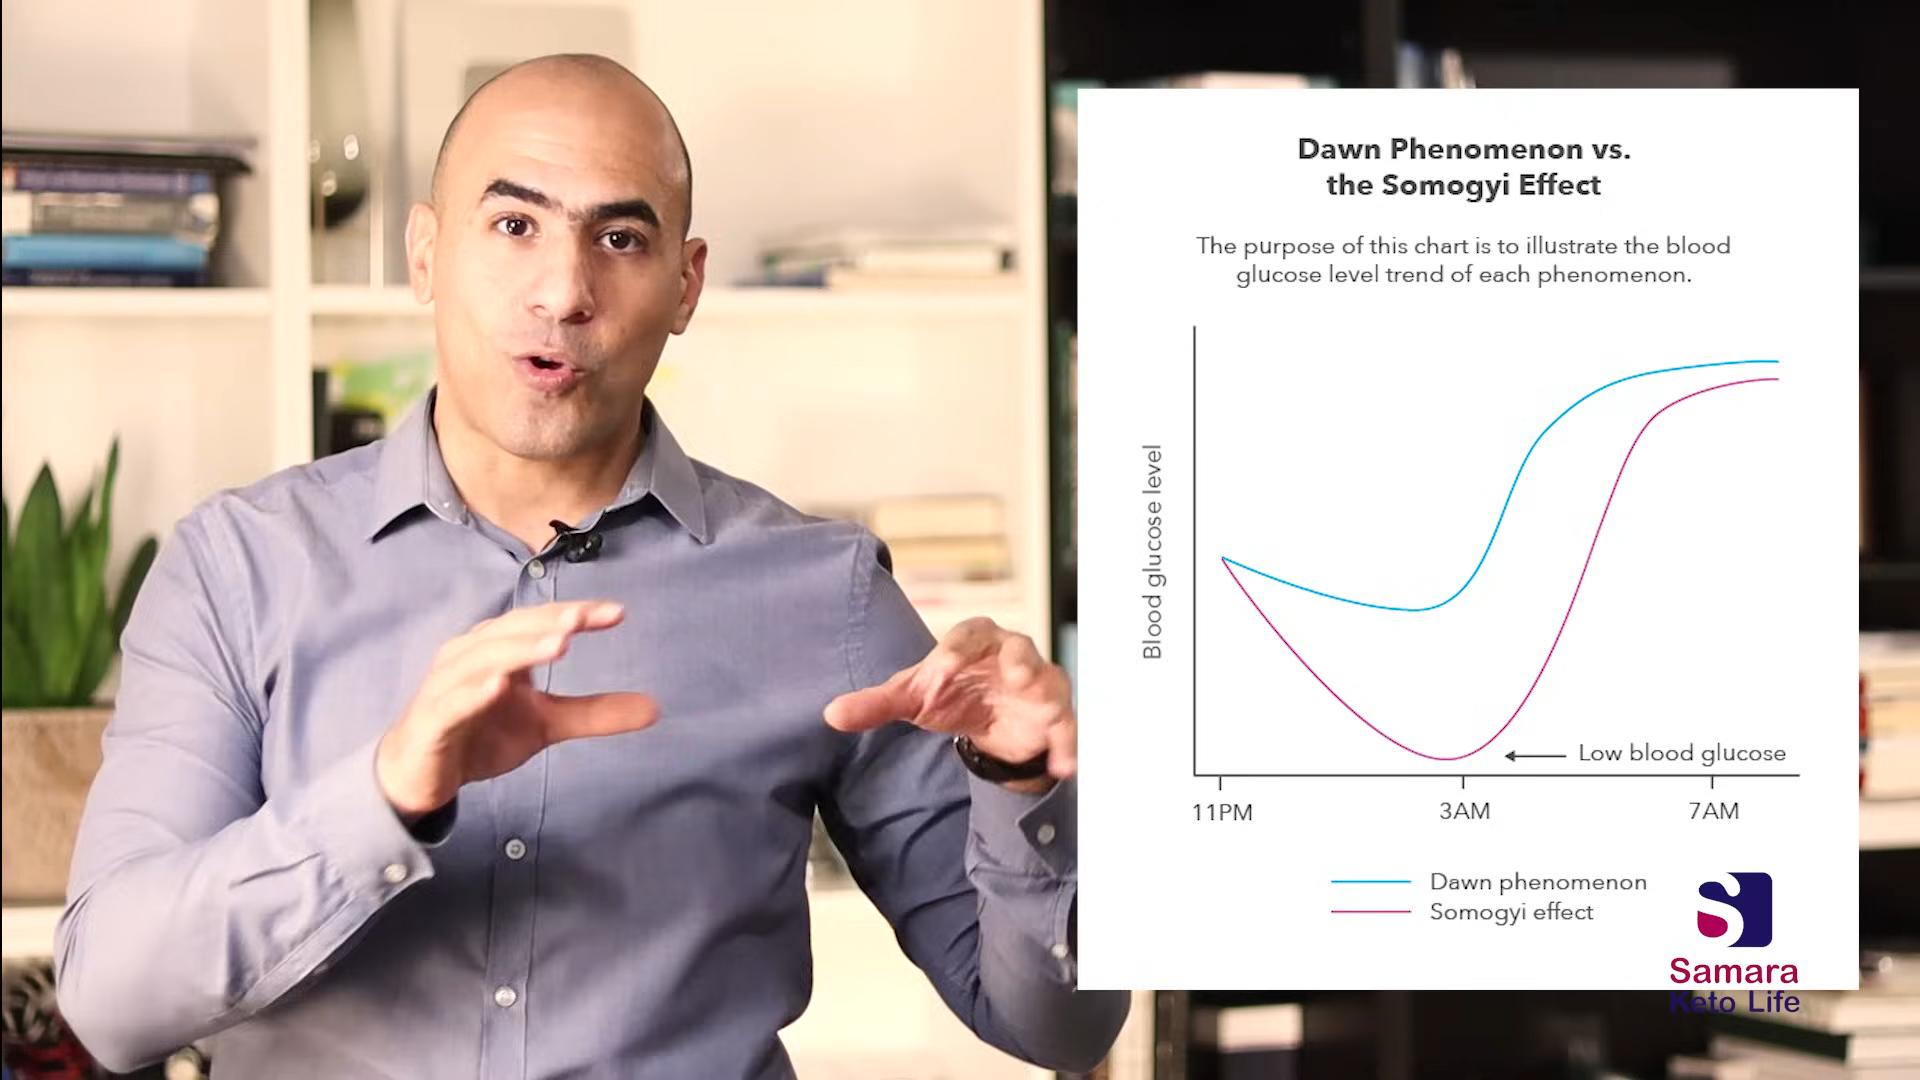 Dawn Phenomenon vs.
the Somogyi Effect
The purpose of this chart is to illustrate the blood
glucose level trend of each phenomenon.
Blood glucose level
Low blood glucose
11PM
3AM
7AM
Dawn phenomenon
Somogyi effect
S
Samara
Keto Life